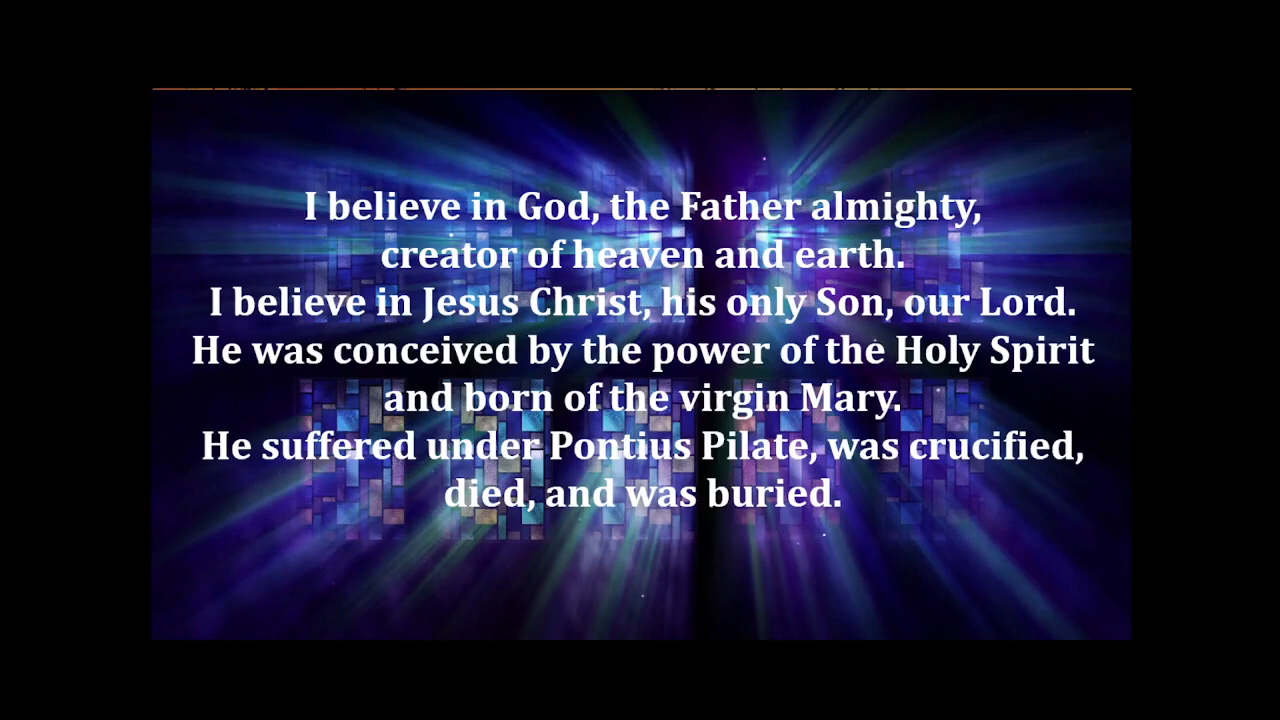 I believe in God, the Father almighty,
creator of heaven and earth.
I believe in Jesus Christ, his only Son, our Lord.
He was conceived by the power of the Holy Spirit
and born of the virgin Mary.
He suffered under Pontius Pilate, was crucified,
died, and was buried.